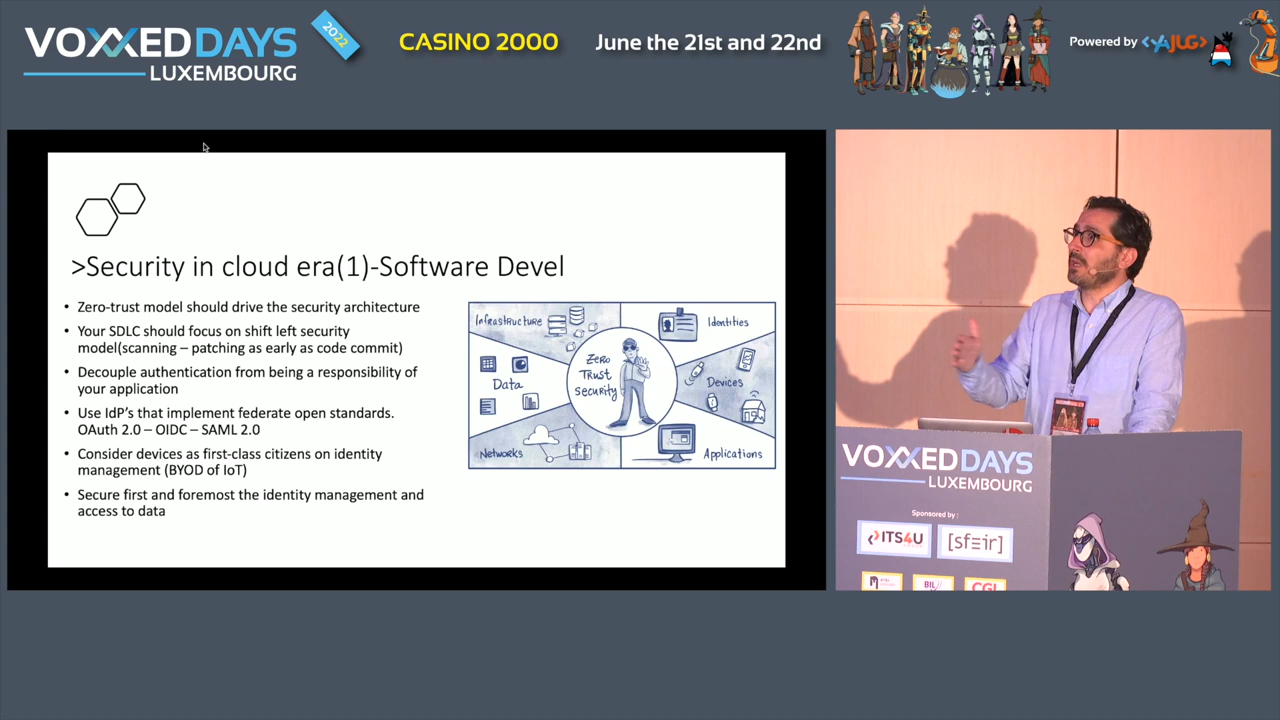 VOXXED DAYS
LUXEMBOURG
2022
CASINO 2000
June the 21st and 22nd
Powered by <YAJUG>
>Security in cloud era(1)-Software Devel
• Zero-trust model should drive the security architecture
• Your SDLC should focus on shift left security
model(scanning – patching as early as code commit)
• Decouple authentication from being a responsibility of
your application
• Use IdP's that implement federate open standards.
OAuth 2.0 – OIDC – SAML 2.0
• Consider devices as first-class citizens on identity
management (BYOD of IoT)
• Secure first and foremost the identity management and
access to data
Infrastructure
Identities
Zero
Trust
security
Data
Devices
Networks
Applications
VOXXED DAYS
LUXEMBOURG
Sponsored by :
ITS4U
[sfeir]
BIL
CGI